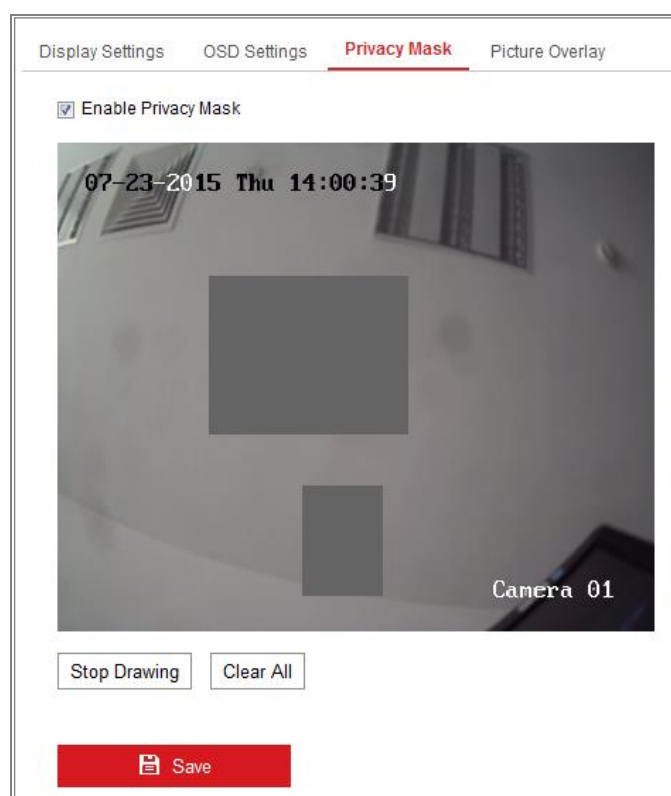 Display Settings OSD Settings Privacy Mask Picture Overlay
Enable Privacy Mask
07-23-2015 Thu 14:00:39
Camera 01
Stop Drawing Clear All
Save